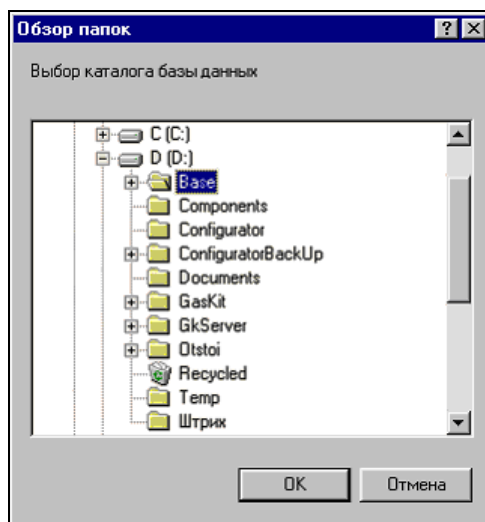 Обзор папок
Выбор каталога базы данных
C (C:)
D (D:)
Base
Components
Configurator
ConfiguratorBackUp
Documents
GasKit
GkServer
Otstoi
Recycled
Temp
Штрих
OK Отмена